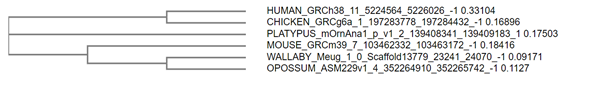 HUMAN_GRCh38_11_5224564_5226026_-1 0.33104
CHICKEN_GRCg6a_1_197283778_197284432_-1 0.16896
PLATYPUS_mOrnAna1_p_v1_2_139408341_139409183_1 0.17503
MOUSE_GRCm39_7_103462332_103463172_-1 0.18416
WALLABY_Meug_1_0_Scaffold13779_23241_24070_-1 0.09171
OPOSSUM_ASM229v1_4_352264910_352265742_-1 0.1127